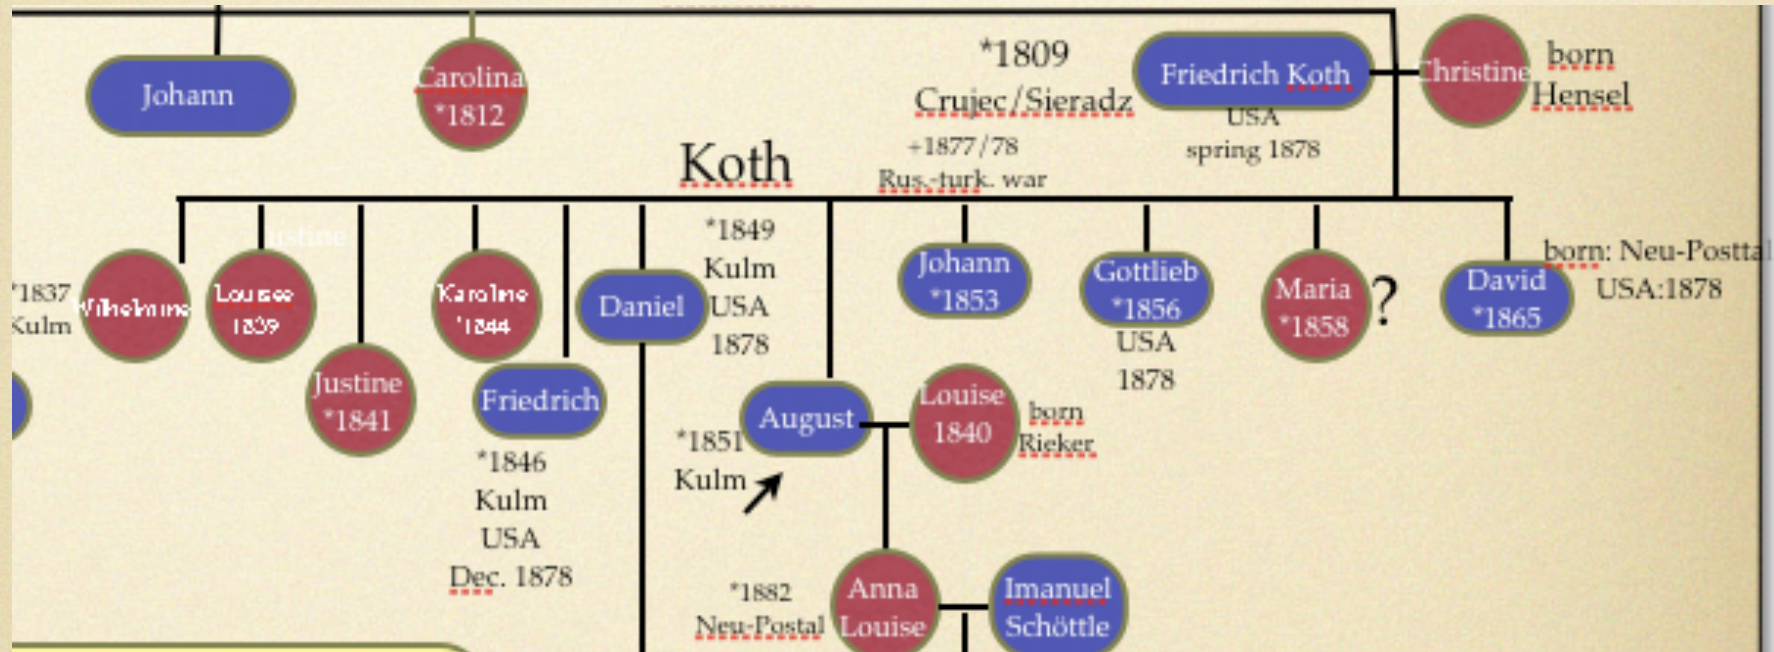 Johann
Carolina
*1812
*1809
Crujec/Sieradz
+1877/78
Rus.-turk. war
Friedrich Koth
USA
spring 1878
Christine
born
Hensel
Koth
ustine
*1837
Kulm
Wilhelmine
Louisee
1839
Justine
*1841
Karoline
*1844
Friedrich
*1846
Kulm
USA
Dec. 1878
Daniel
*1849
Kulm
USA
1878
August
*1851
Kulm
Louise
1840
born
Rieker
Johann
*1853
Gottlieb
*1856
USA
1878
Maria
*1858
?
David
*1865
born: Neu-Posttal
USA:1878
*1882
Neu-Postal
Anna
Louise
Imanuel
Schöttle